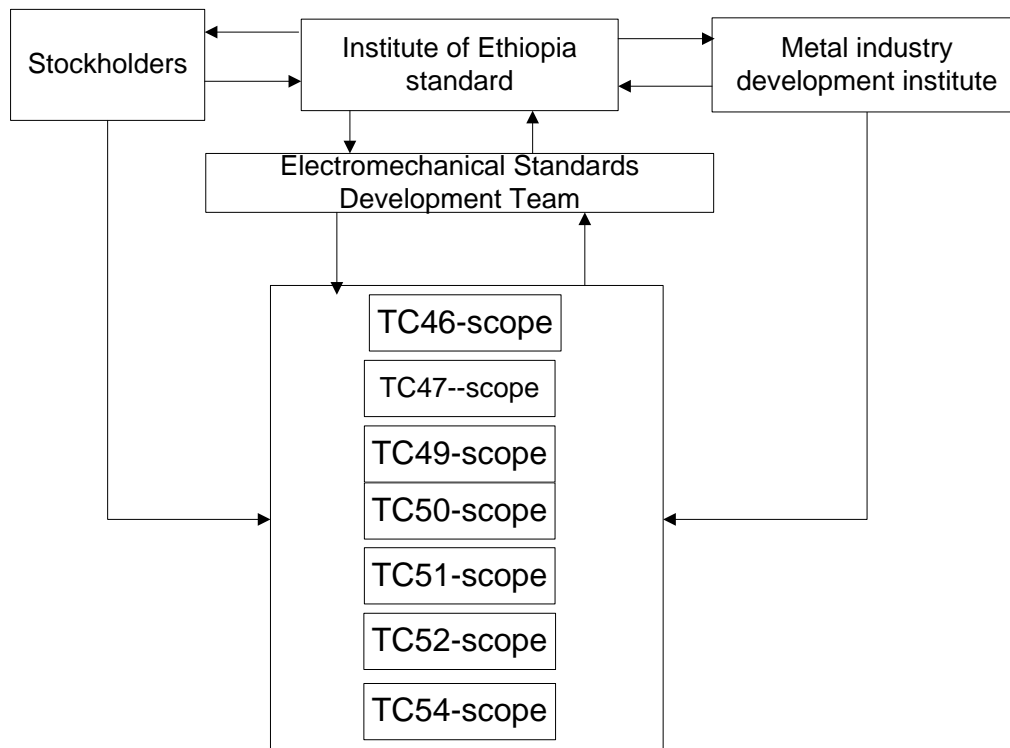 Stockholders
Institute of Ethiopia
standard
Metal industry
development institute
Electromechanical Standards
Development Team
TC46-scope
TC47--scope
TC49-scope
TC50-scope
TC51-scope
TC52-scope
TC54-scope